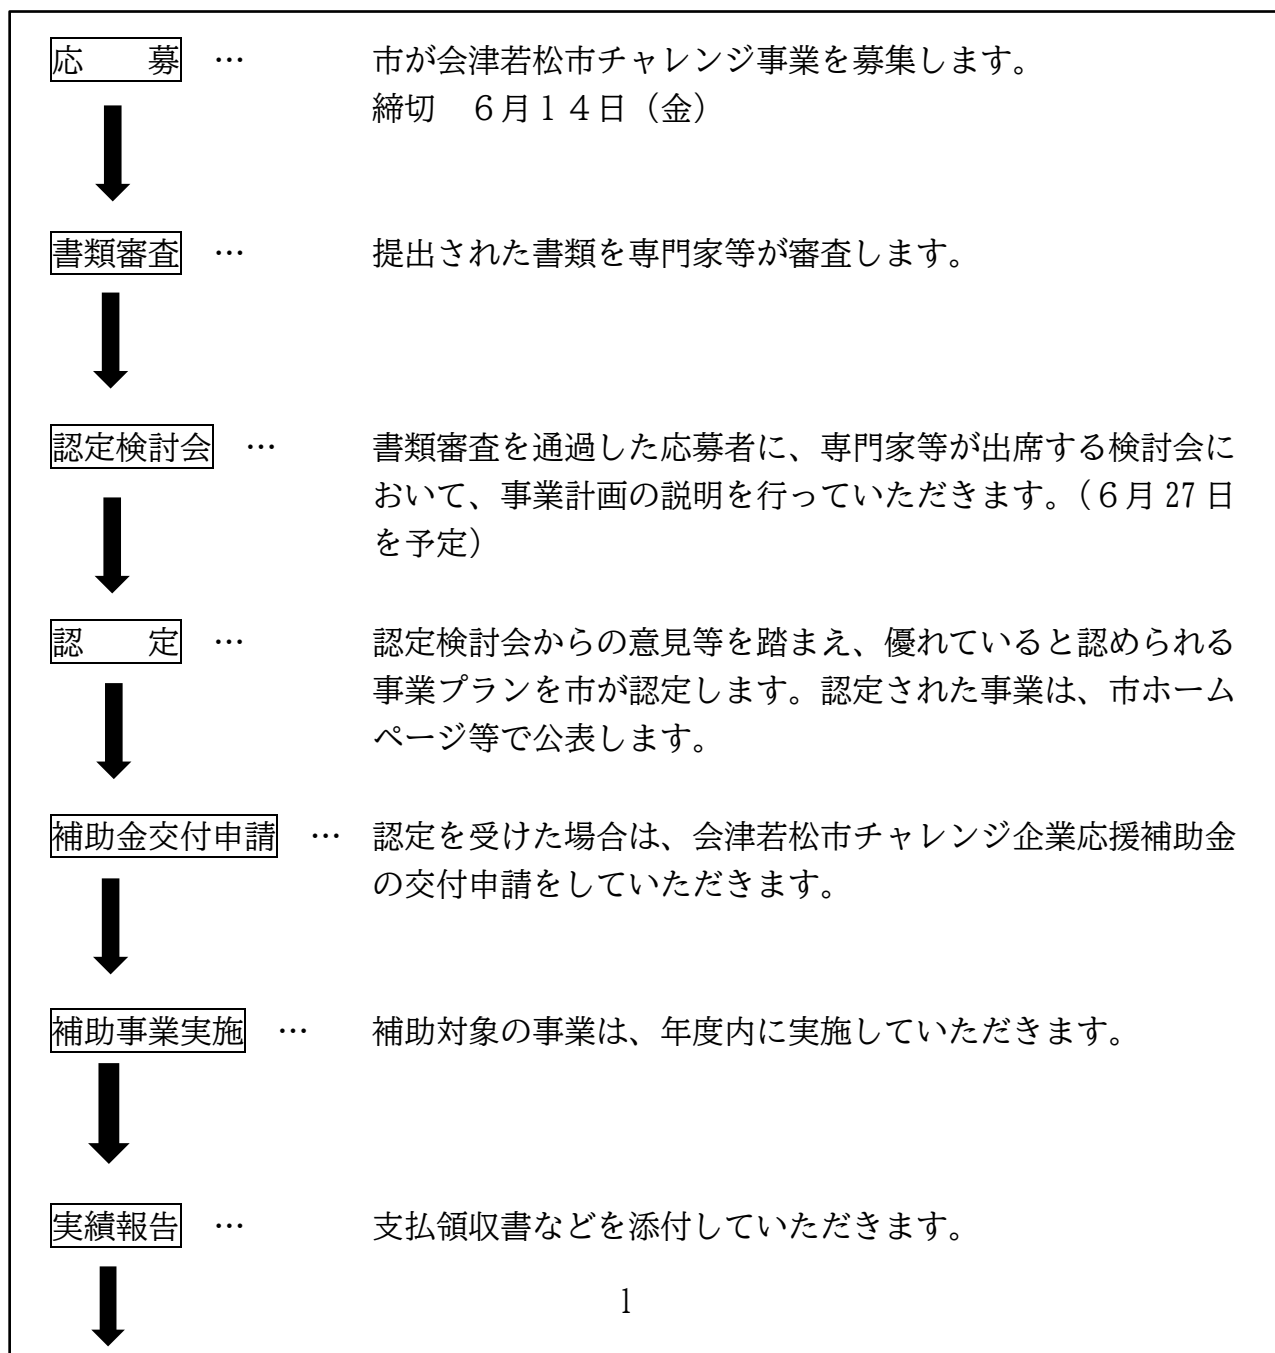 応　　募　…　市が会津若松市チャレンジ事業を募集します。
締切　６月１４日（金）
書類審査　…　提出された書類を専門家等が審査します。
認定検討会　…　書類審査を通過した応募者に、専門家等が出席する検討会に
おいて、事業計画の説明を行っていただきます。（６月 27 日
を予定）
認　　定　…　認定検討会からの意見等を踏まえ、優れていると認められる
事業プランを市が認定します。認定された事業は、市ホーム
ページ等で公表します。
補助金交付申請　…　認定を受けた場合は、会津若松市チャレンジ企業応援補助金
の交付申請をしていただきます。
補助事業実施　…　補助対象の事業は、年度内に実施していただきます。
実績報告　…　支払領収書などを添付していただきます。
1